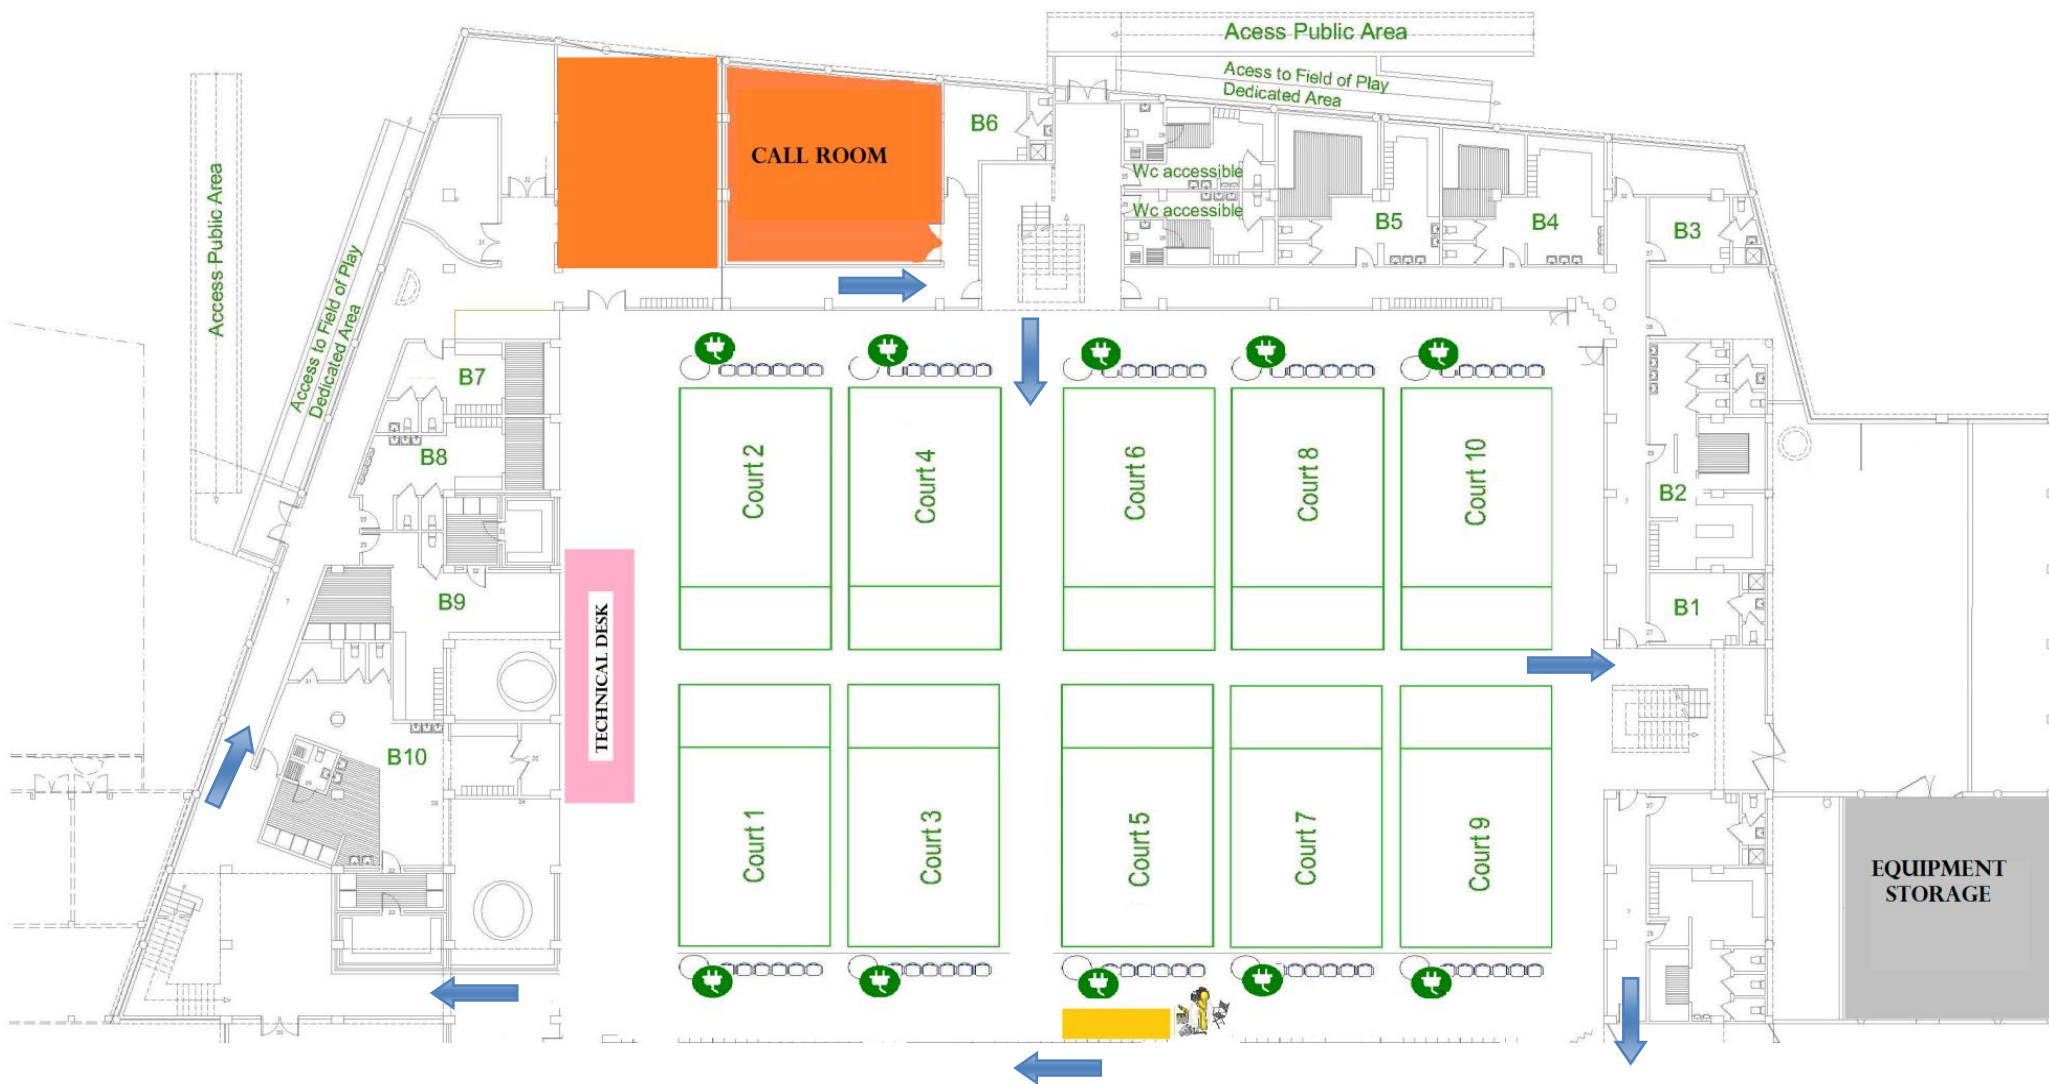 Acess Public Area
Acess to Field of Play
Dedicated Area
B6
CALL ROOM
Wc accessible
Wc accessible
B5
B4
B3
Access Public Area
Access to Field of Play
Dedicated Area
B7
B8
B9
B10
B2
B1
TECHNICAL DESK
Court 2
Court 4
Court 6
Court 8
Court 10
Court 1
Court 3
Court 5
Court 7
Court 9
EQUIPMENT
STORAGE